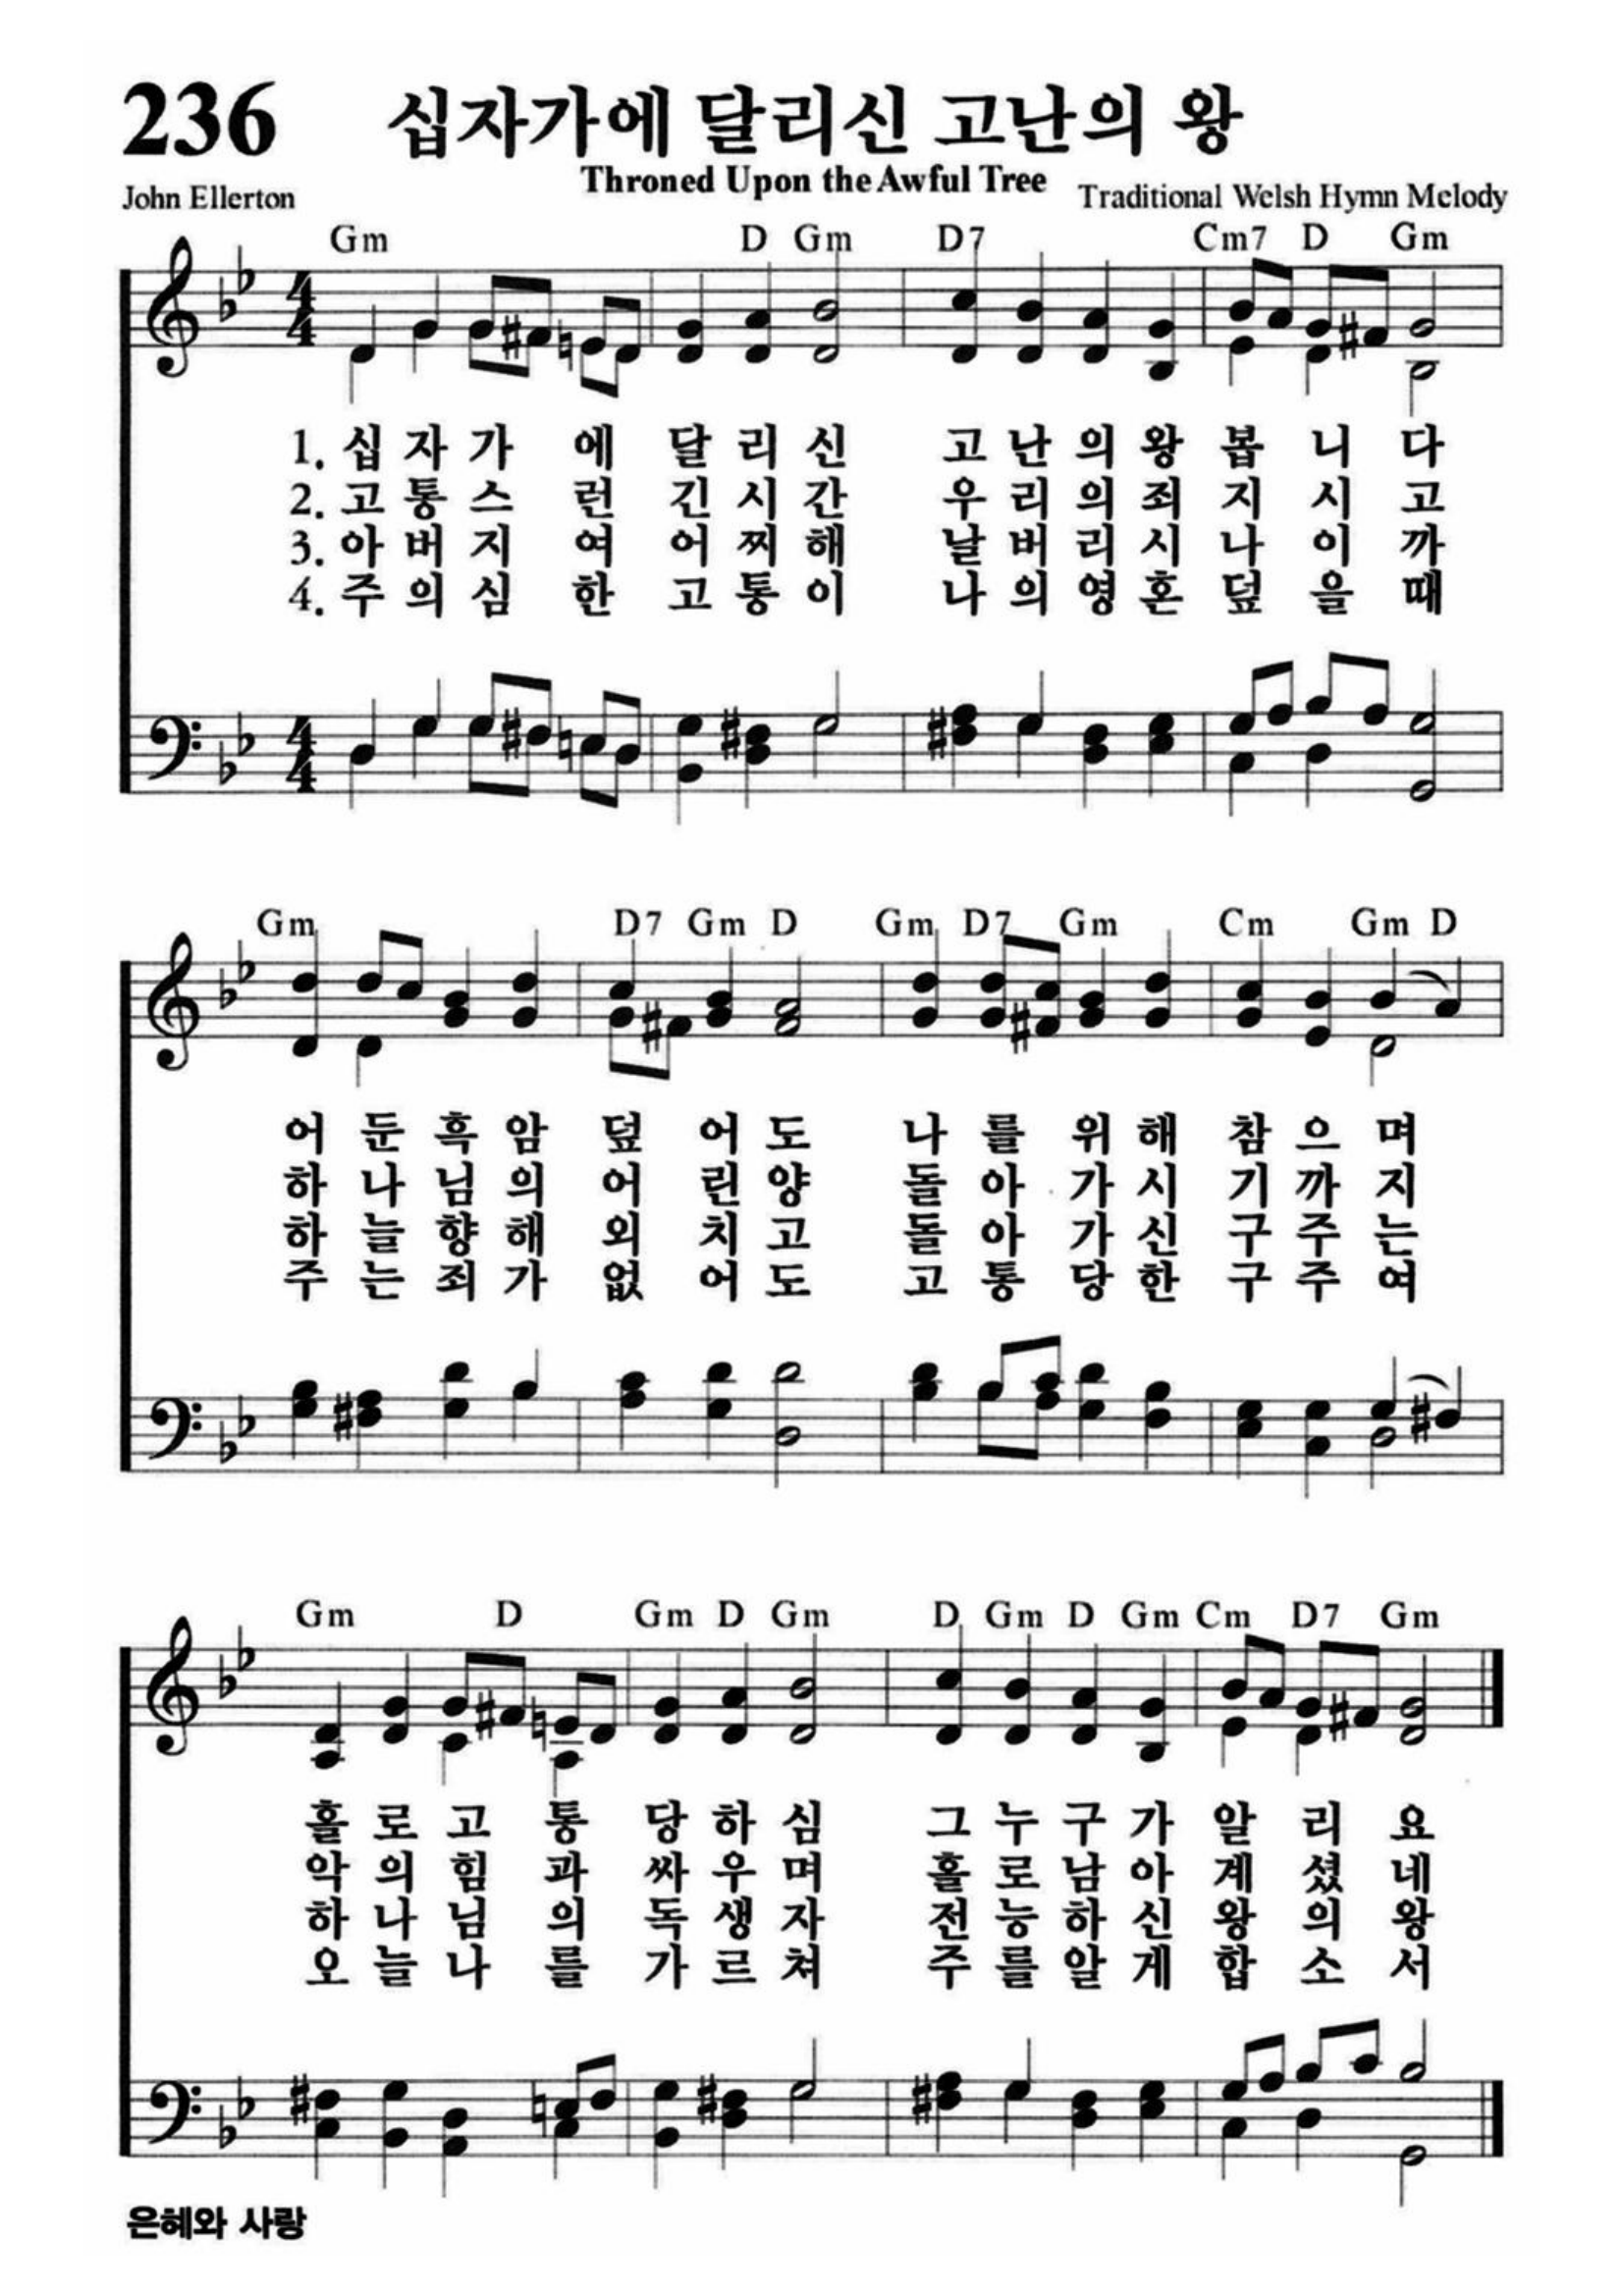 236 십자가에 달리신 고난의 왕
Throned Upon the Awful Tree
John Ellerton Traditional Welsh Hymn Melody
Gm D Gm D7 Cm7 D Gm
4
4
1. 십 자 가 에 달 리 신 고 난 의 왕 봅 니 다
2. 고 통 스 런 긴 시 간 우 리 의 죄 지 시 고
3. 아 버 지 여 어 찌 해 날 버 리 시 나 이 까
4. 주 의 심 한 고 통 이 나 의 영 혼 덮 을 때
4
4
Gm D7 Gm D Gm D7 Gm Cm Gm D
어 둔 흑 암 덮 어 도 나 를 위 해 참 으 며
하 나 님 의 어 린 양 돌 아 가 시 기 까 지
하 늘 향 해 외 치 고 돌 아 가 신 구 주 는
주 는 죄 가 없 어 도 고 통 당 한 구 주 여
Gm D Gm D Gm D Gm D Gm Cm D7 Gm
홀 로 고 통 당 하 심 그 누 구 가 알 리 요
악 의 힘 과 싸 우 며 홀 로 남 아 계 셨 네
하 나 님 의 독 생 자 전 능 하 신 왕 의 왕
오 늘 나 를 가 르 쳐 주 를 알 게 합 소 서
은혜와 사랑